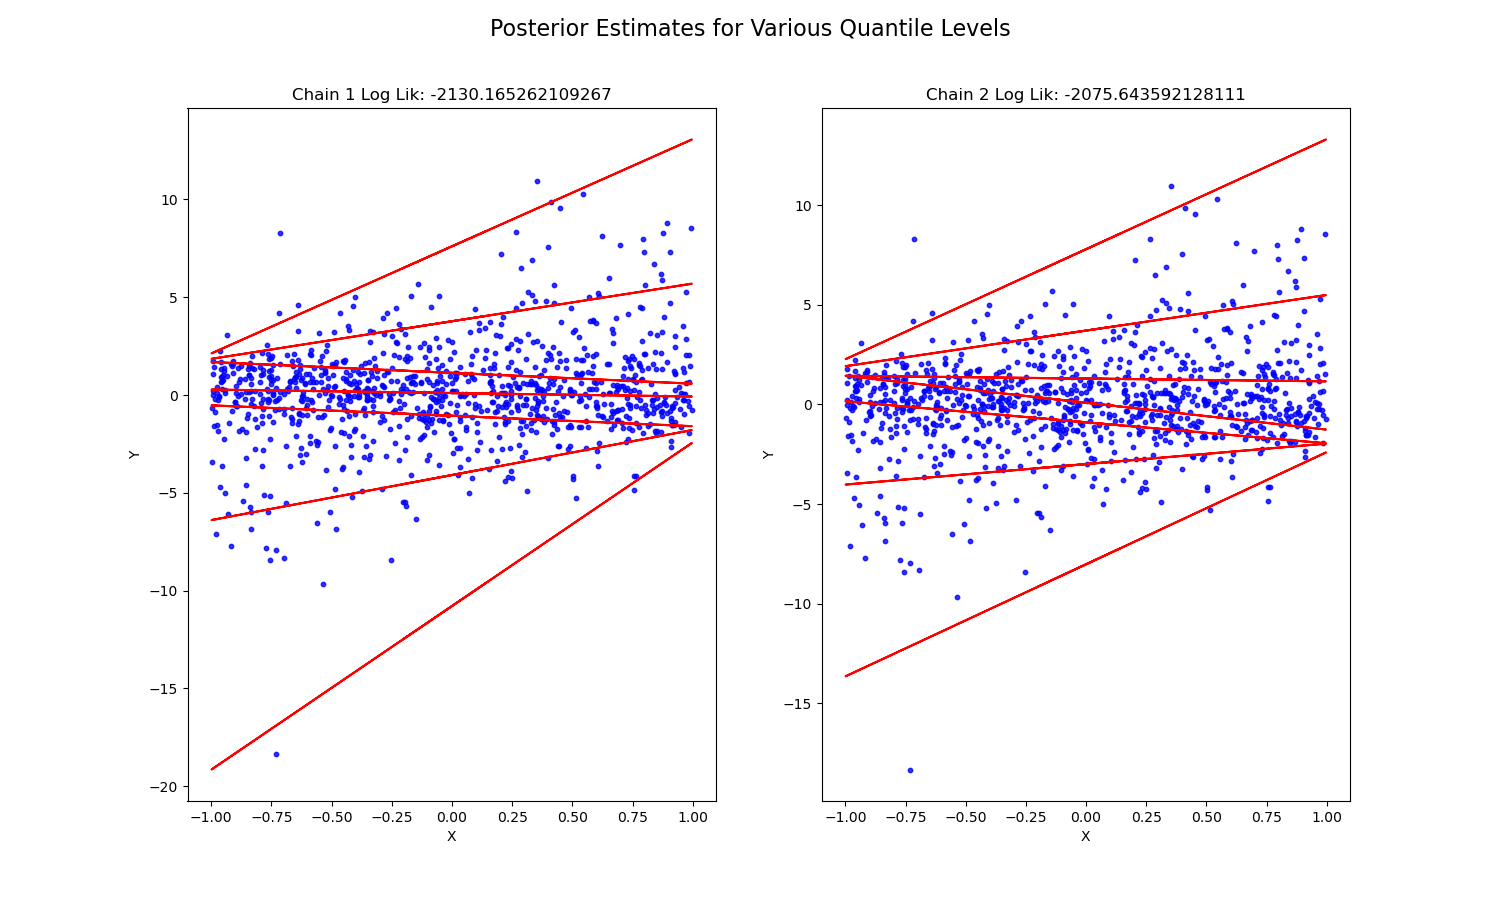 Posterior Estimates for Various Quantile Levels
Chain 1 Log Lik: -2130.165262109267
Chain 2 Log Lik: -2075.643592128111
10
5
0
−5
−10
−15
−20
Y
−1.00 −0.75 −0.50 −0.25 0.00 0.25 0.50 0.75 1.00
X
10
5
0
−5
−10
−15
Y
−1.00 −0.75 −0.50 −0.25 0.00 0.25 0.50 0.75 1.00
X